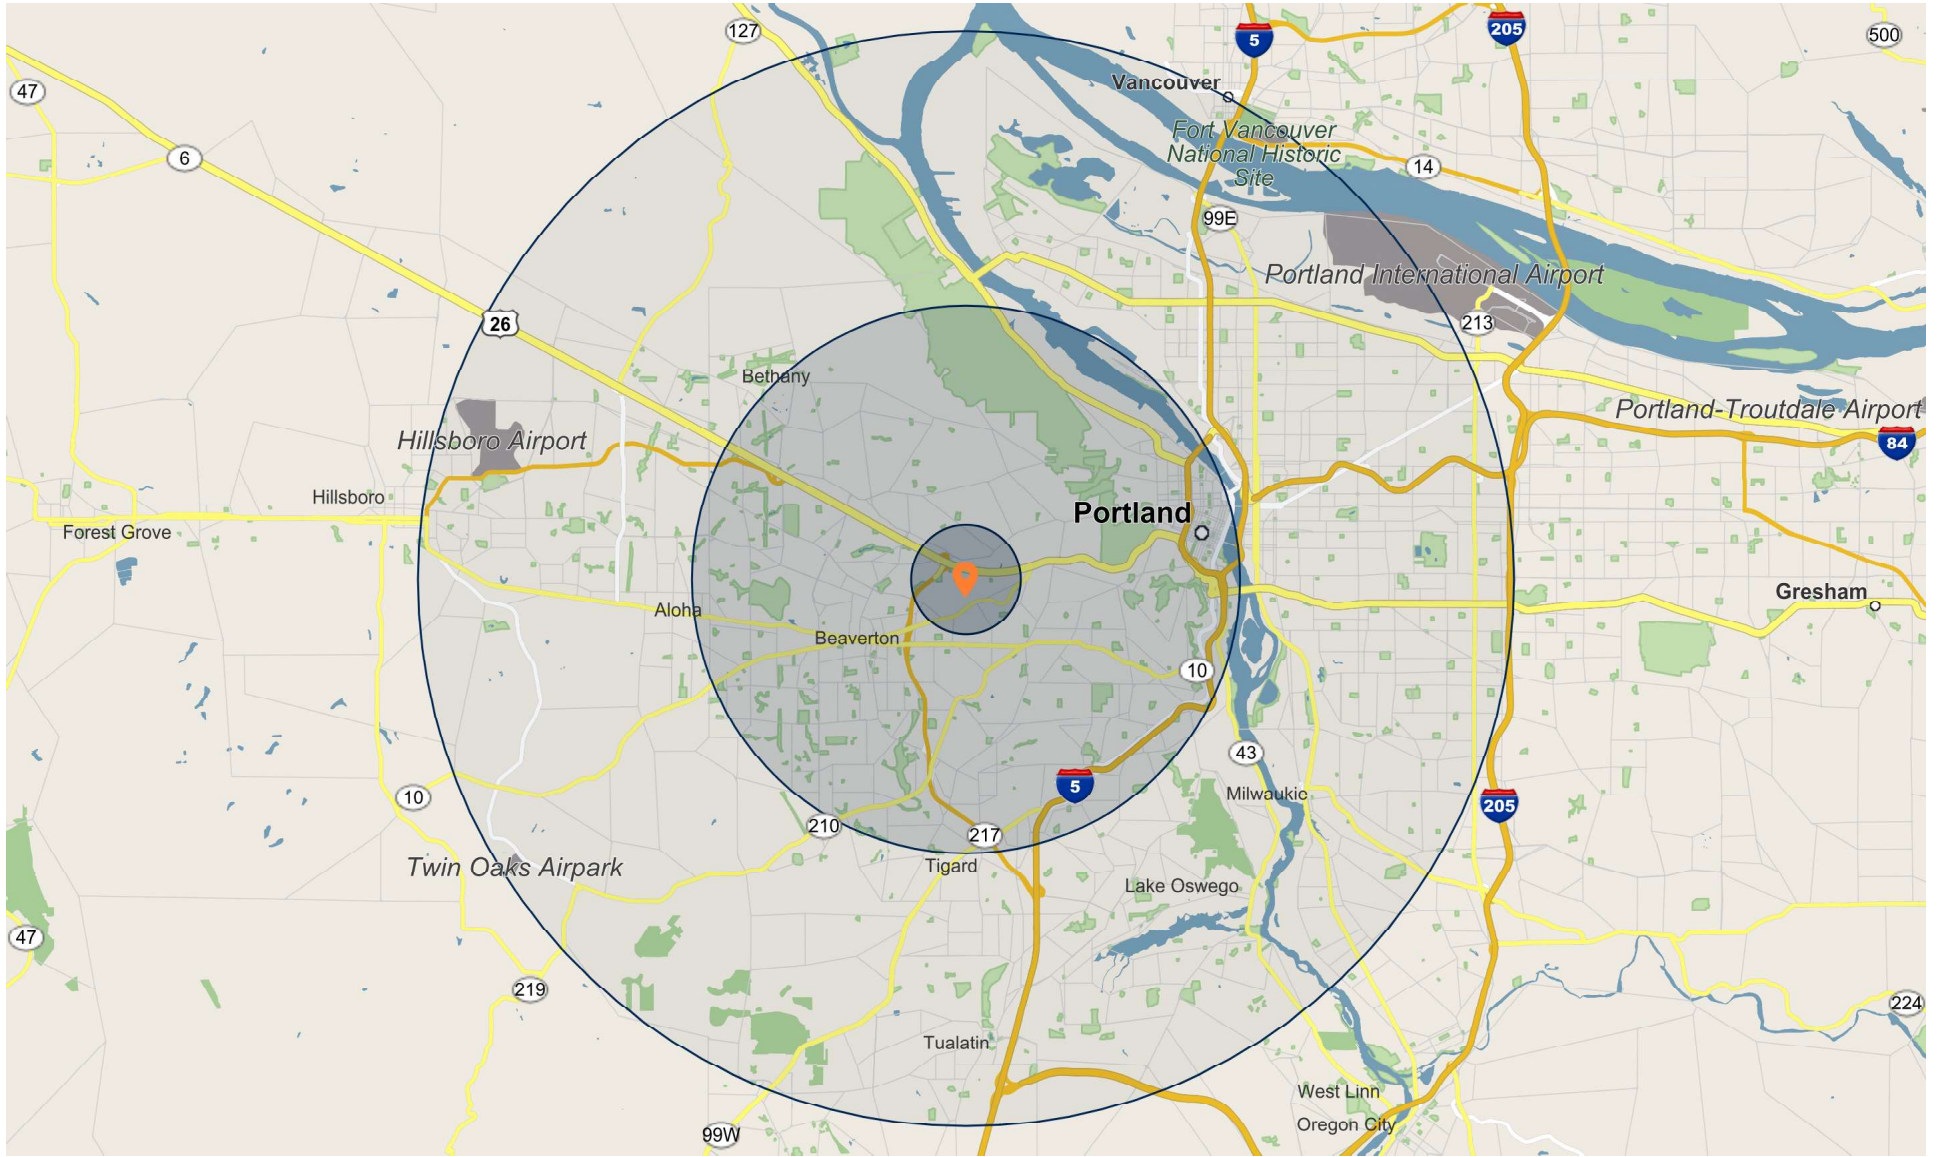 127
5
205
500
47
Vancouver
6
Fort Vancouver
National Historic
Site
14
99E
Portland International Airport
26
213
Bethany
Portland-Troutdale Airport
Hillsboro Airport
84
Hillsboro
Portland
Forest Grove
Gresham
Aloha
Beaverton
10
43
5
Milwaukie
10
205
210
217
Twin Oaks Airpark
Tigard
Lake Oswego
47
219
224
Tualatin
West Linn
Oregon City
99W